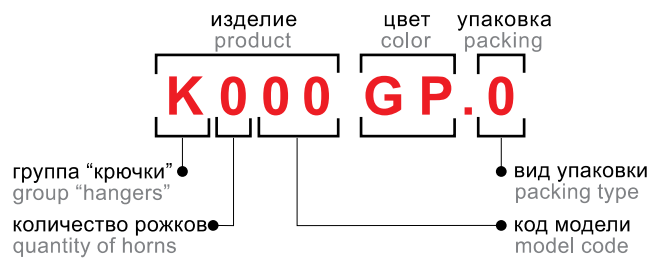 изделие цвет упаковка
product color packing
K000 GP.0
группа “крючки” вид упаковки
group “hangers” packing type
количество рожков код модели
quantity of horns model code